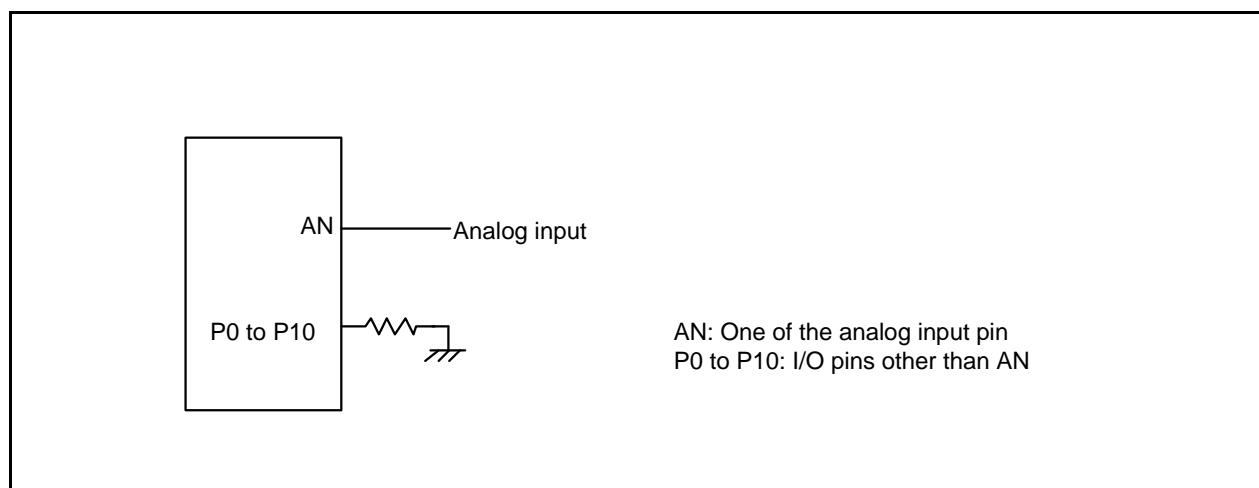 AN
Analog input
P0 to P10
AN: One of the analog input pin
P0 to P10: I/O pins other than AN